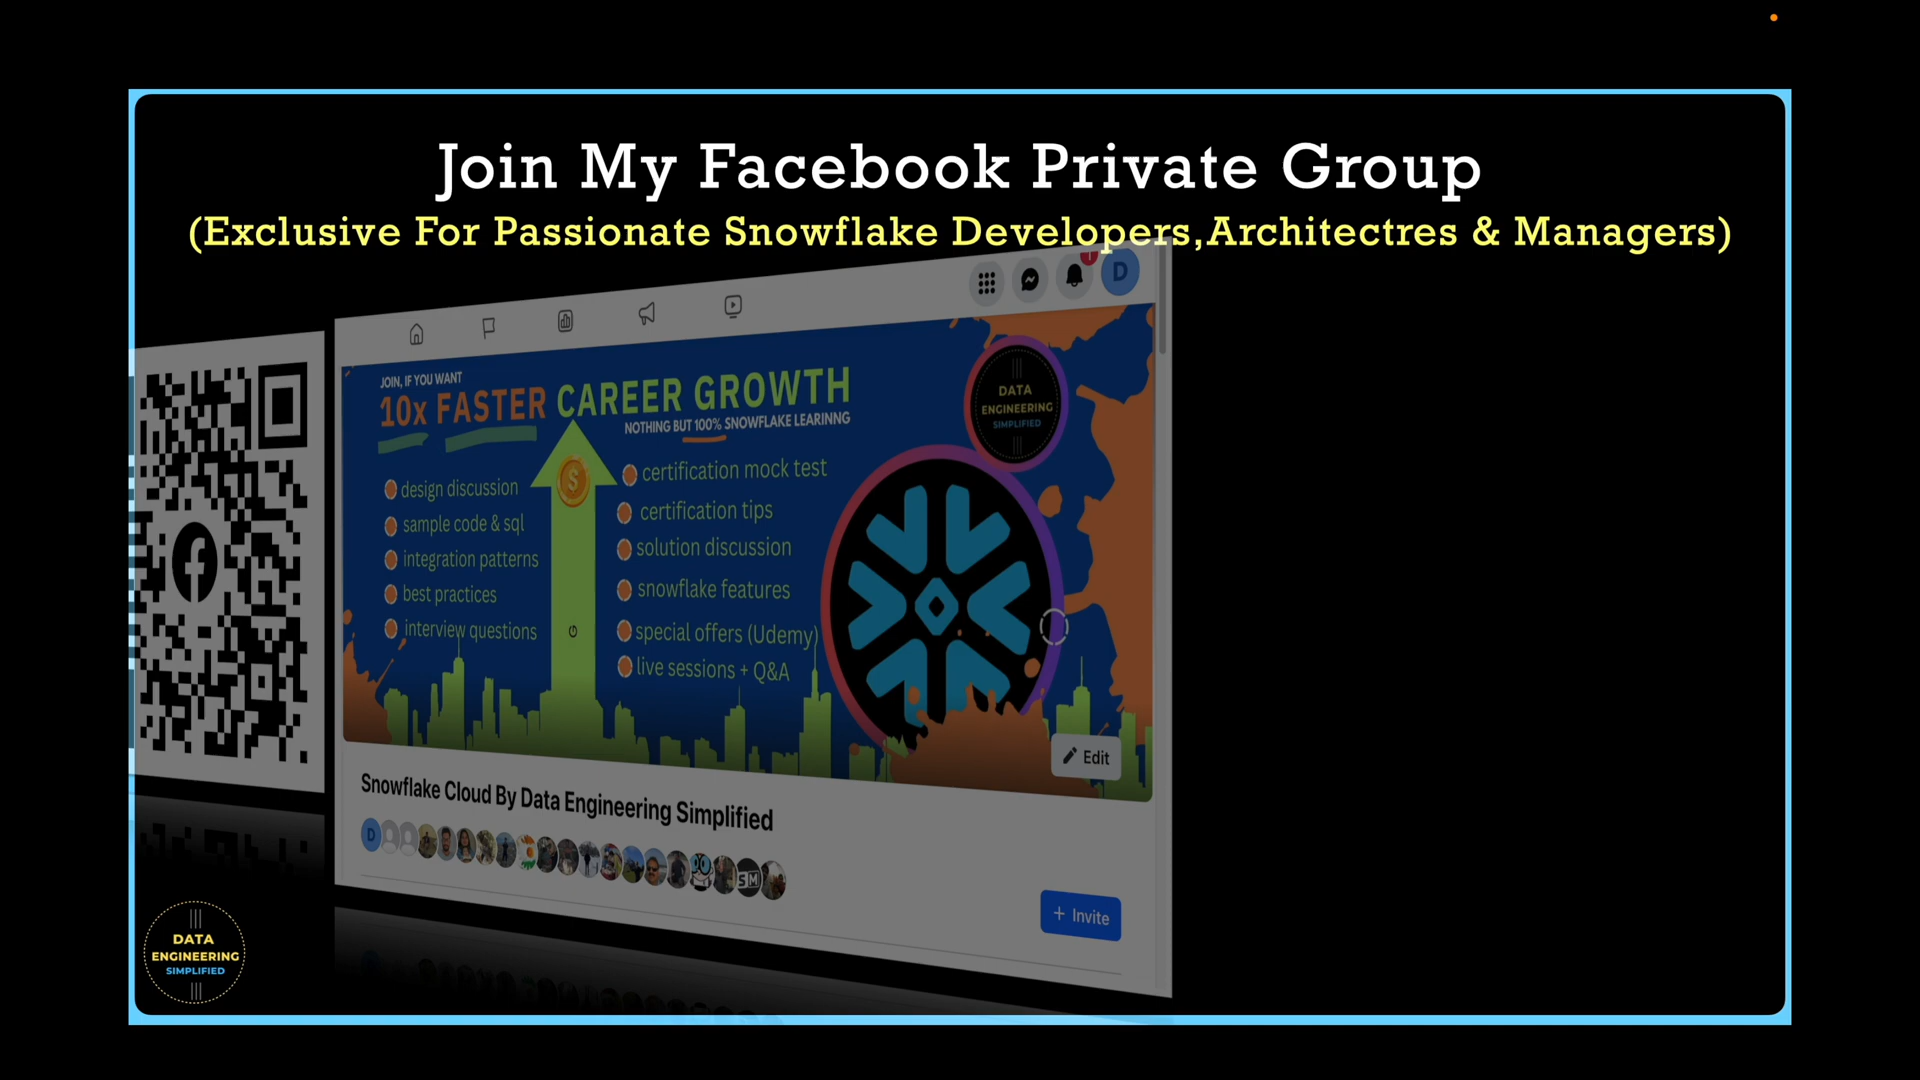 Join My Facebook Private Group
(Exclusive For Passionate Snowflake Developers,Architectres & Managers)
D
JOIN, IF YOU WANT
10x FASTER CAREER GROWTH
NOTHING BUT 100% SNOWFLAKE LEARINNG
DATA
ENGINEERING
SIMPLIFIED
design discussion
sample code & sql
integration patterns
best practices
interview questions
$
certification mock test
certification tips
solution discussion
snowflake features
special offers (Udemy)
live sessions + Q&A
Edit
Snowflake Cloud By Data Engineering Simplified
D
SM
+ Invite
DATA
ENGINEERING
SIMPLIFIED